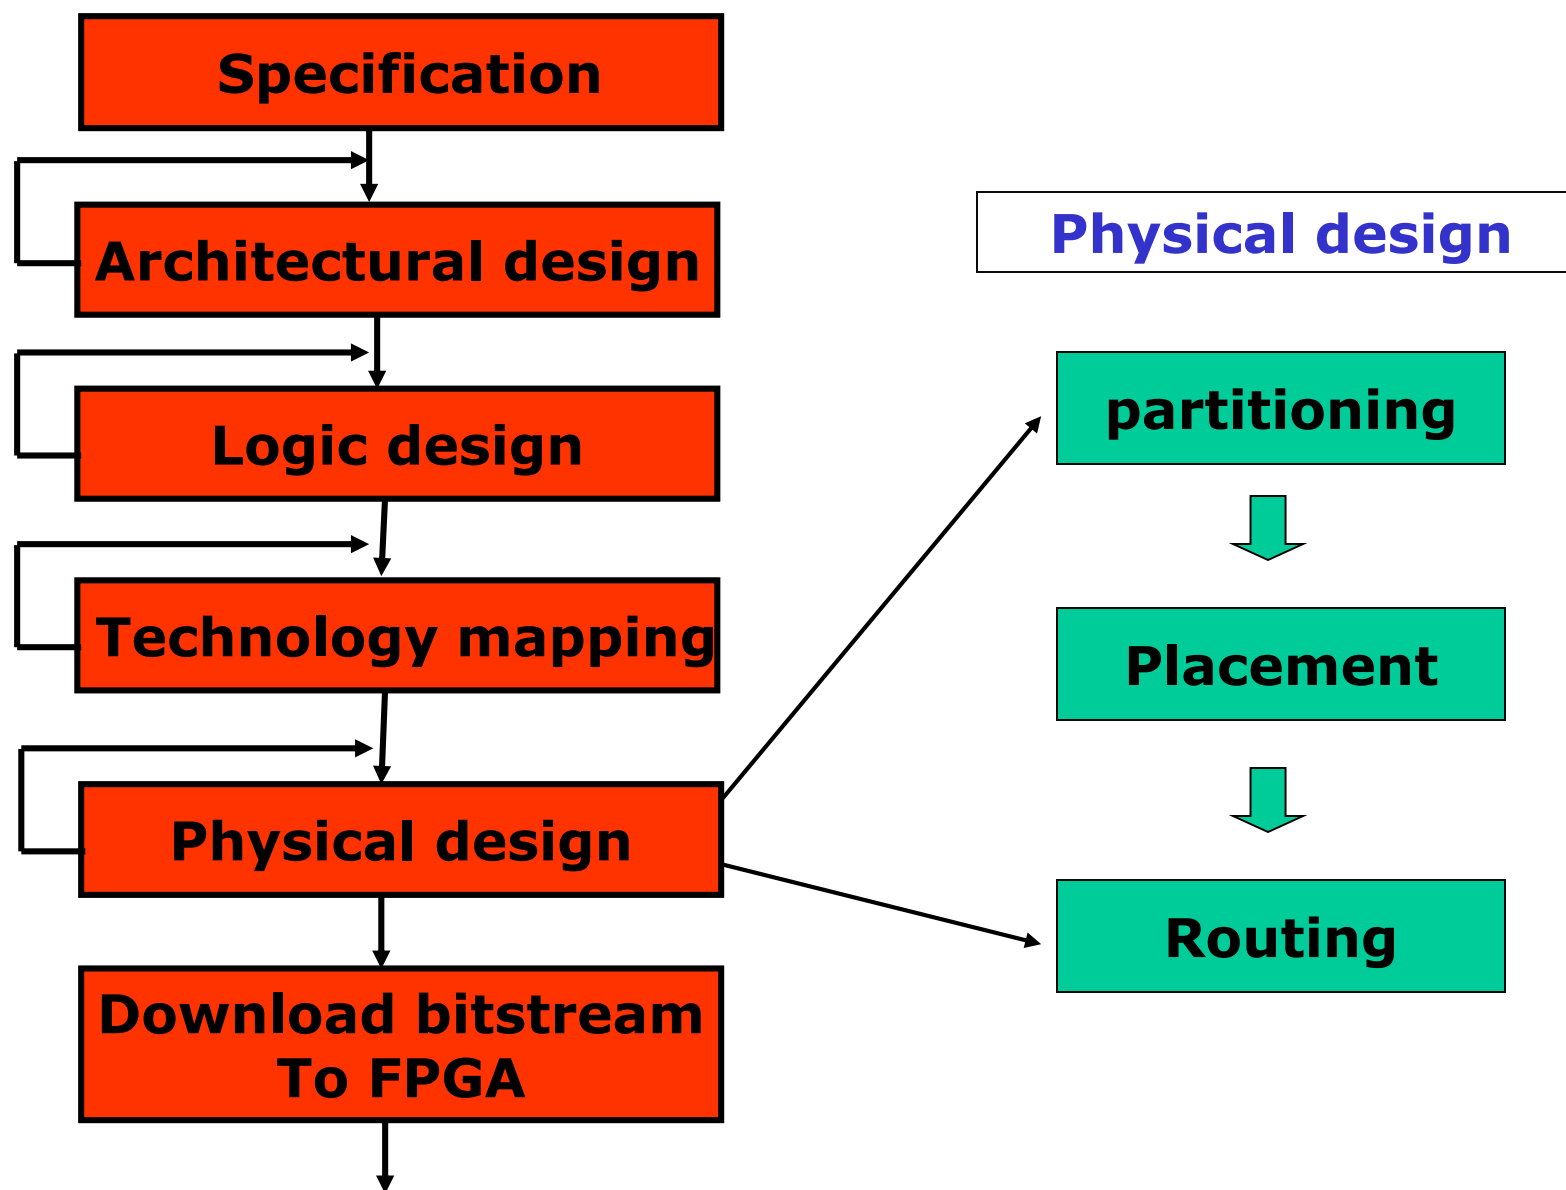 Specification
Architectural design
Logic design
Technology mapping
Physical design
Download bitstream
To FPGA
Physical design
partitioning
Placement
Routing